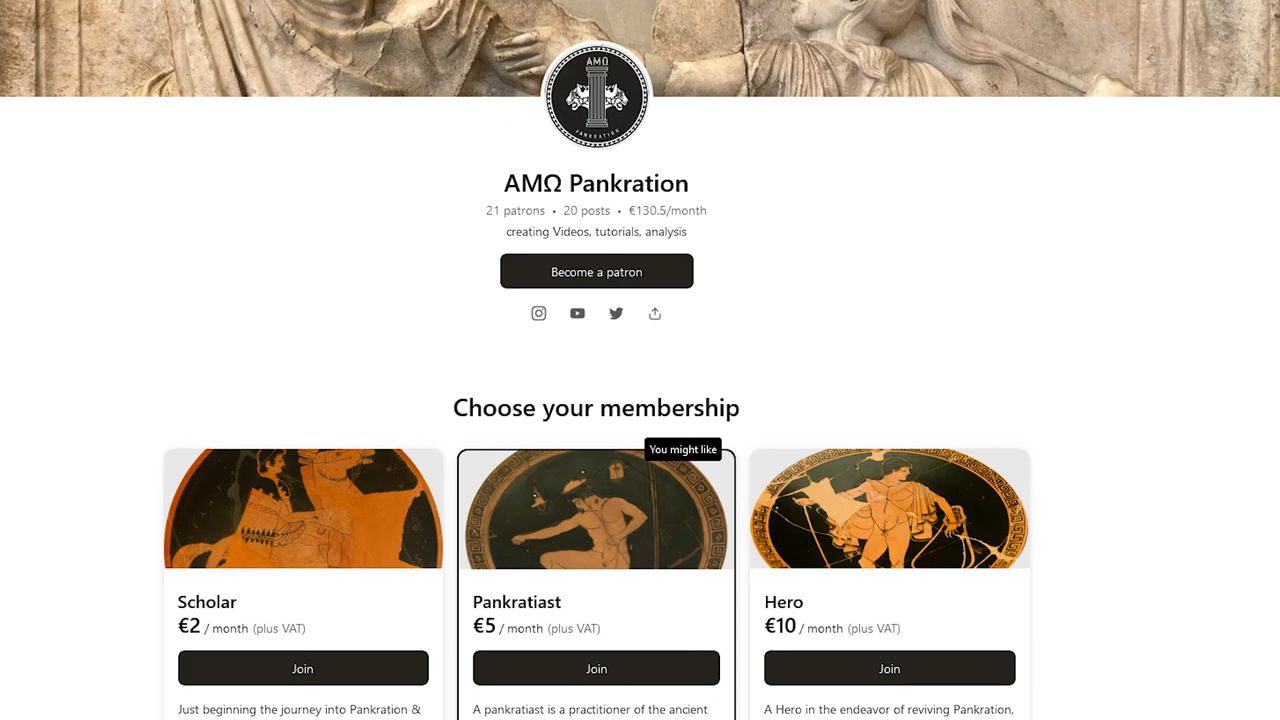 AMΩ
PANKRATION
AMΩ Pankration
21 patrons • 20 posts • €130.5/month
creating Videos, tutorials, analysis
Become a patron
Choose your membership
You might like
Scholar
€2 / month (plus VAT)
Join
Just beginning the journey into Pankration &
Pankratiast
€5 / month (plus VAT)
Join
A pankratiast is a practitioner of the ancient
Hero
€10 / month (plus VAT)
Join
A Hero in the endeavor of reviving Pankration,